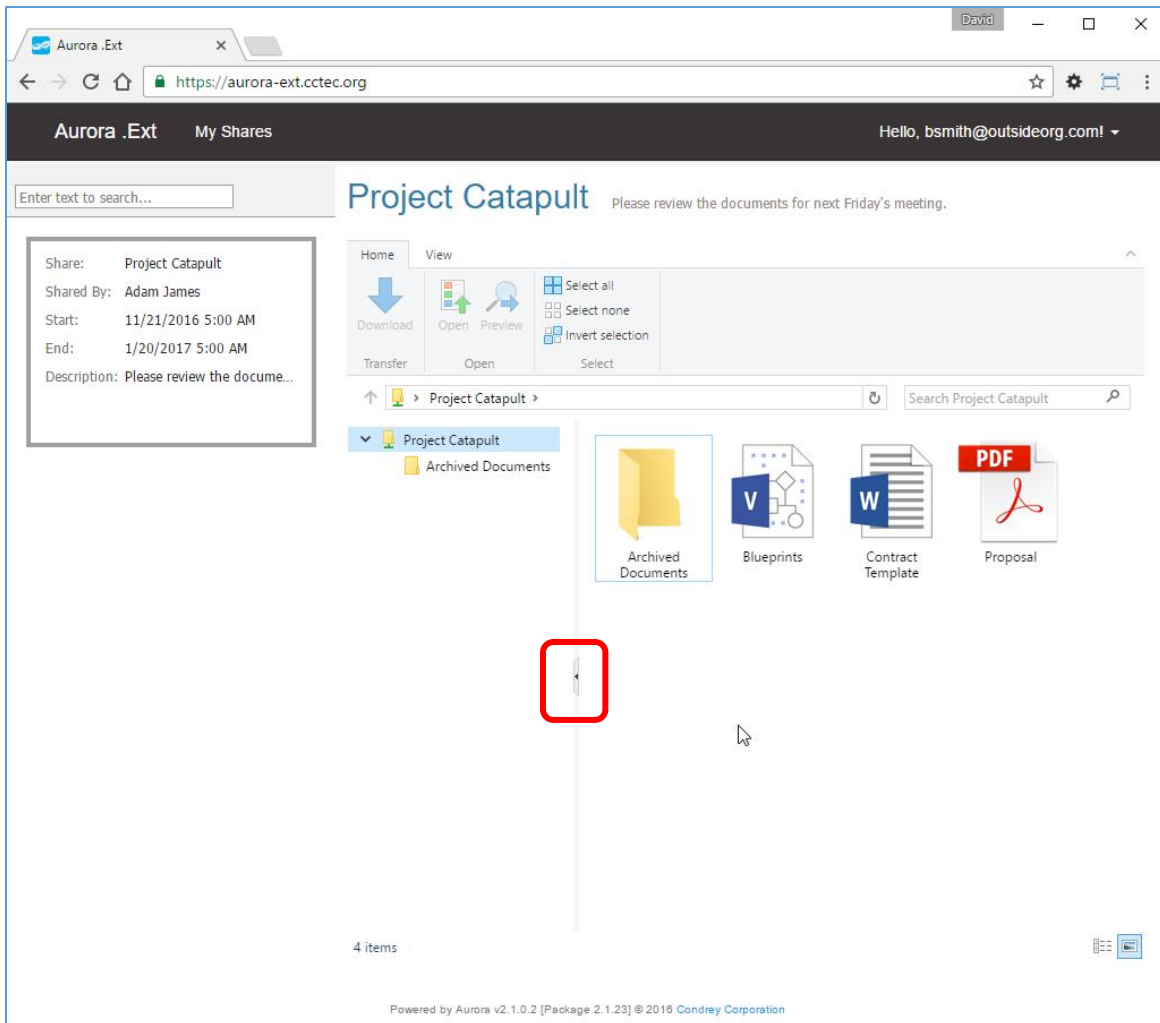 David
Aurora .Ext
https://aurora-ext.cctec.org
Aurora .Ext My Shares Hello, bsmith@outsideorg.com!
Enter text to search...
Project Catapult Please review the documents for next Friday's meeting.
Share: Project Catapult
Shared By: Adam James
Start: 11/21/2016 5:00 AM
End: 1/20/2017 5:00 AM
Description: Please review the docume...
Home View
Download Open Preview
Select all
Select none
Invert selection
Transfer Open Select
Project Catapult
Search Project Catapult
Project Catapult
Archived Documents
PDF
V
W
Archived
Documents
Blueprints
Contract
Template
Proposal
4 items
Powered by Aurora v2.1.0.2 [Package 2.1.23] © 2016 Condrey Corporation